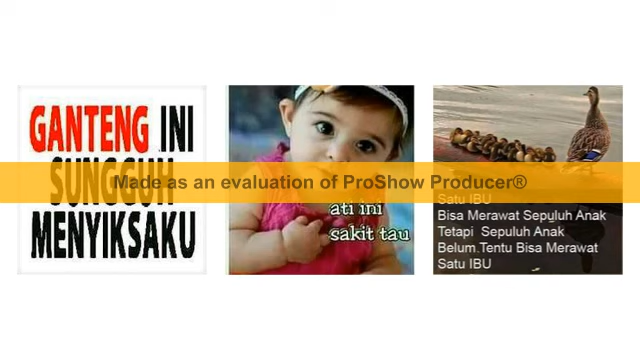 GANTENG INI
SUNGGUH
MENYIKSAKU
Made as an evaluation of ProShow Producer®
ati ini
sakit tau
Satu IBU
Bisa Merawat Sepuluh Anak
Tetapi Sepuluh Anak
Belum Tentu Bisa Merawat
Satu IBU